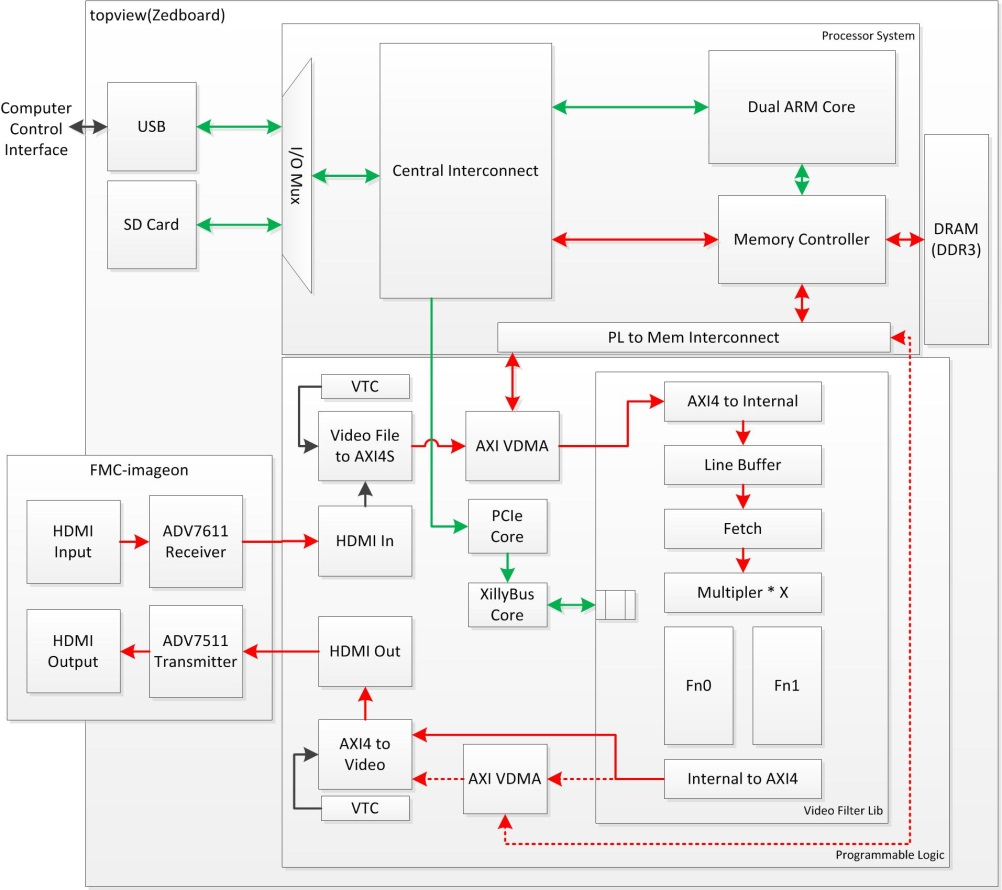 topview(Zedboard)
Processor System
Computer
Control
Interface
USB
SD Card
I/O Mux
Central Interconnect
Dual ARM Core
Memory Controller
DRAM
(DDR3)
PL to Mem Interconnect
VTC
Video File
to AXI4S
AXI VDMA
AXI4 to Internal
Line Buffer
Fetch
Multipler * X
FMC-imageon
HDMI
Input
ADV7611
Receiver
HDMI In
PCIe
Core
XillyBus
Core
HDMI
Output
ADV7511
Transmitter
HDMI Out
Fn0
Fn1
AXI4 to
Video
AXI VDMA
Internal to AXI4
VTC
Video Filter Lib
Programmable Logic